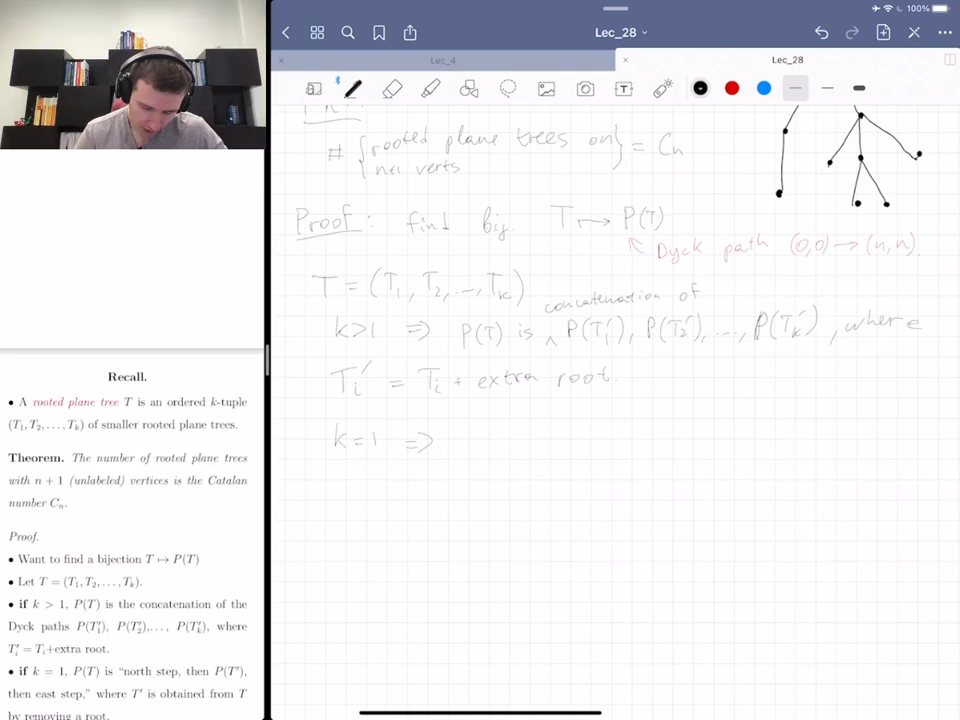 100%
Lec_28
Lec_4
Lec_28
# {rooted plane trees on n+1 verts} = Cn
Proof: find bij. T ↦ P(T)
Dyck path (0,0) → (n,n).
T = (T₁, T₂, ..., Tₖ)
concatenation of
k>1 ⇒ P(T) is ∧ P(T₁'), P(T₂'), ..., P(Tₖ'), where
Tᵢ' = Tᵢ + extra root.
k=1 ⇒
Recall.
• A rooted plane tree T is an ordered k-tuple
(T₁, T₂, . . . , Tₖ) of smaller rooted plane trees.
Theorem. The number of rooted plane trees
with n + 1 (unlabeled) vertices is the Catalan
number Cₙ.
Proof.
• Want to find a bijection T ↦ P(T)
• Let T = (T₁, T₂, . . . , Tₖ).
• if k > 1, P(T) is the concatenation of the
Dyck paths P(T₁'), P(T₂'),. . . , P(Tₖ'), where
Tᵢ' = Tᵢ+extra root.
• if k = 1, P(T) is “north step, then P(T'),
then east step,” where T' is obtained from T
by removing a root.